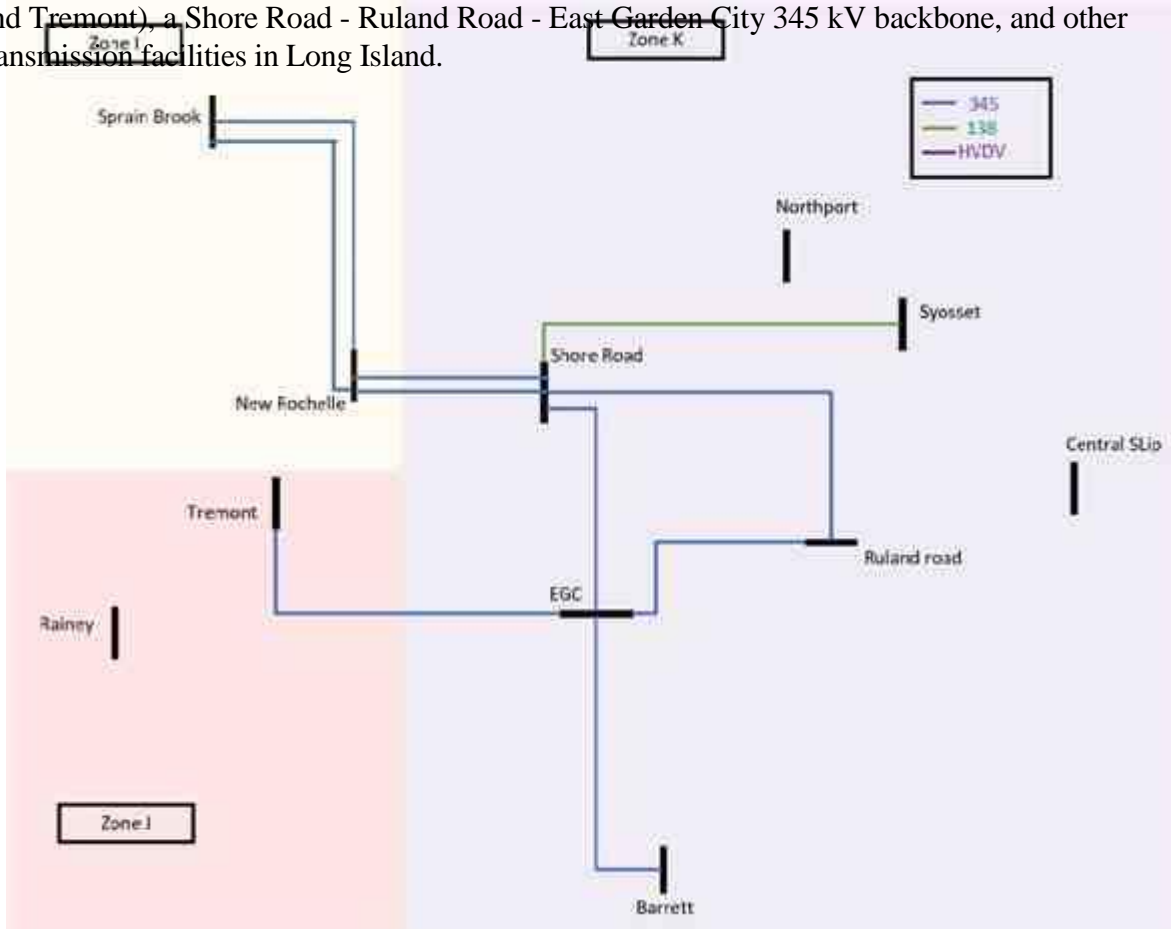 nd Tremont), a Shore Road - Ruland Road - East Garden City 345 kV backbone, and other
ansmission facilities in Long Island.
Zone I
Zone K
345
138
HVDV
Sprain Brook
Northport
Syosset
Shore Road
New Rochelle
Central SLip
Tremont
Ruland road
EGC
Rainey
Zone J
Barrett